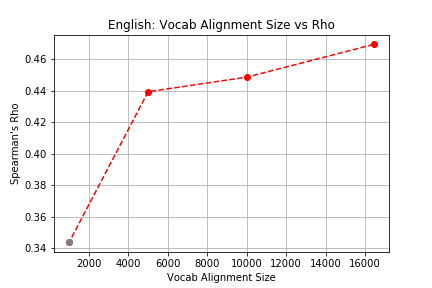 English: Vocab Alignment Size vs Rho
Spearman's Rho
0.46
0.44
0.42
0.40
0.38
0.36
0.34
2000 4000 6000 8000 10000 12000 14000 16000
Vocab Alignment Size